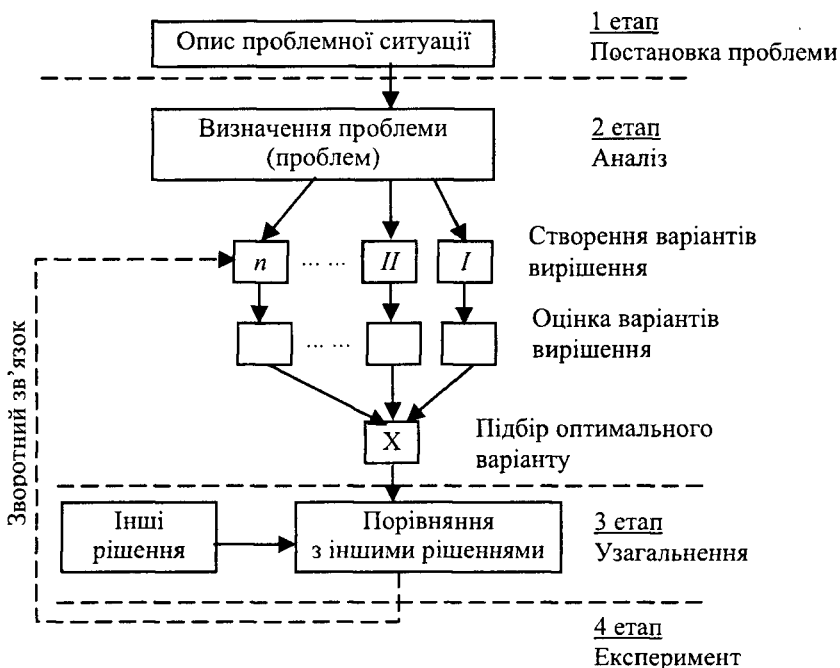 Опис проблемної ситуації
1 етап
Постановка проблеми
Визначення проблеми
(проблем)
2 етап
Аналіз
n ... ... II I
Створення варіантів
вирішення
... ...
Оцінка варіантів
вирішення
X
Підбір оптимального
варіанту
Зворотний зв’язок
Інші
рішення
Порівняння
з іншими рішеннями
3 етап
Узагальнення
4 етап
Експеримент